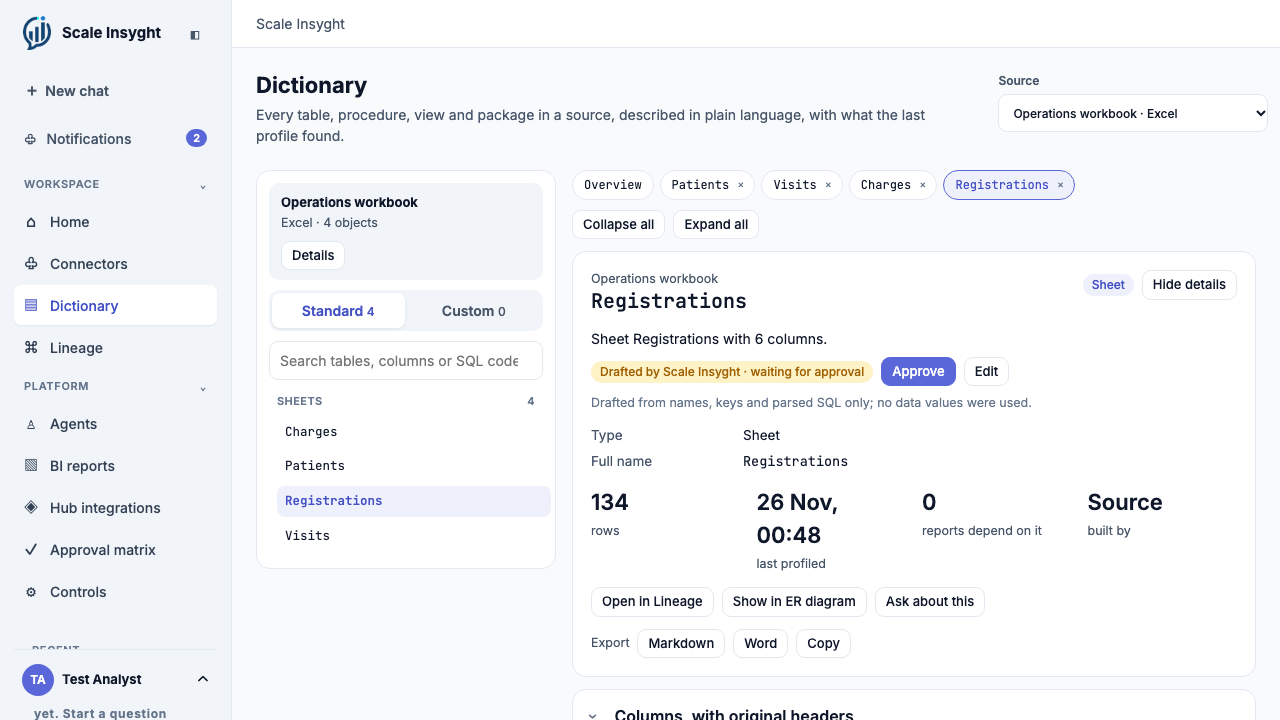 Scale Insyght
+ New chat
Notifications 2
WORKSPACE
Home
Connectors
Dictionary
Lineage
PLATFORM
Agents
BI reports
Hub integrations
Approval matrix
Controls
RECENT
TA Test Analyst
yet. Start a question
Scale Insyght
Dictionary
Every table, procedure, view and package in a source, described in plain language, with what the last
profile found.
Source
Operations workbook · Excel
Operations workbook
Excel · 4 objects
Details
Standard 4 Custom 0
Search tables, columns or SQL code
SHEETS 4
Charges
Patients
Registrations
Visits
Overview Patients × Visits × Charges × Registrations ×
Collapse all Expand all
Operations workbook
Registrations
Sheet Hide details
Sheet Registrations with 6 columns.
Drafted by Scale Insyght · waiting for approval Approve Edit
Drafted from names, keys and parsed SQL only; no data values were used.
Type Sheet
Full name Registrations
134
rows
26 Nov,
00:48
last profiled
0
reports depend on it
Source
built by
Open in Lineage Show in ER diagram Ask about this
Export Markdown Word Copy
Columns, with original headers